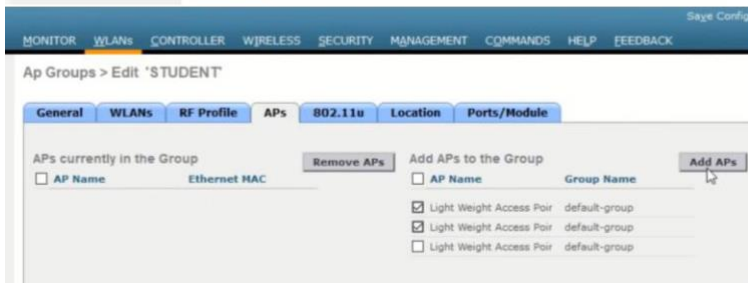 Save Config
MONITOR WLANs CONTROLLER WIRELESS SECURITY MANAGEMENT COMMANDS HELP FEEDBACK
Ap Groups > Edit 'STUDENT'
General WLANs RF Profile APs 802.11u Location Ports/Module
APs currently in the Group Remove APs Add APs to the Group Add APs
AP Name Ethernet MAC AP Name Group Name
Light Weight Access Poir default-group
Light Weight Access Poir default-group
Light Weight Access Poir default-group